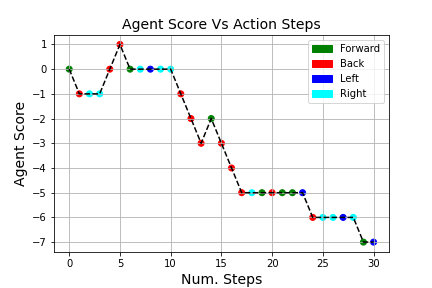 Agent Score Vs Action Steps
Agent Score
1
0
−1
−2
−3
−4
−5
−6
−7
Forward
Back
Left
Right
0 5 10 15 20 25 30
Num. Steps